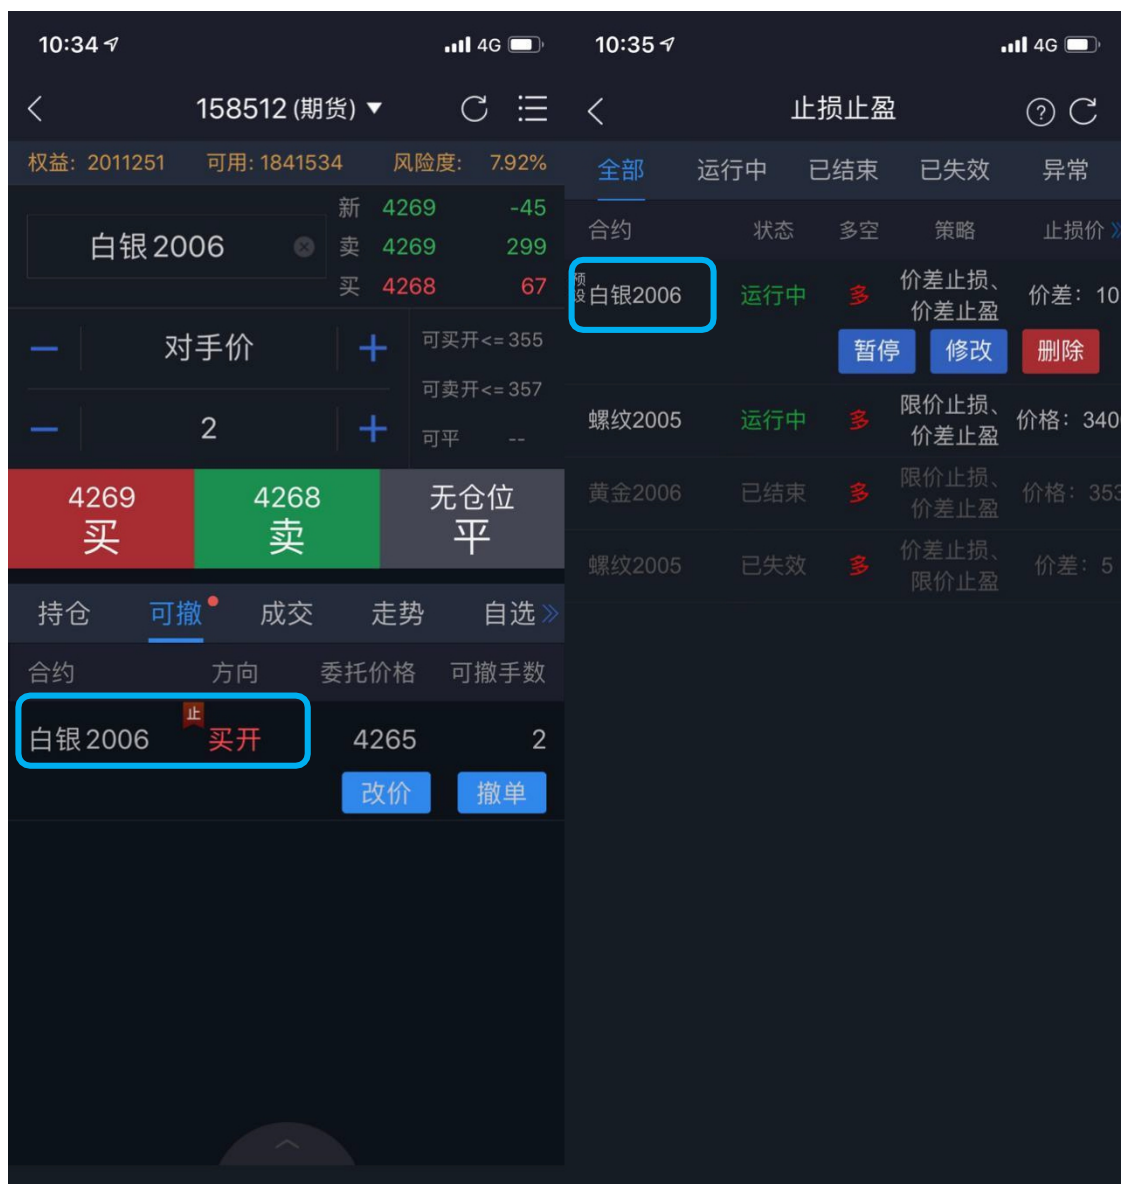 10:34
4G
158512 (期货)
权益: 2011251 可用: 1841534 风险度: 7.92%
白银 2006
新 4269 -45
卖 4269 299
买 4268 67
对手价
可买开<= 355
可卖开<= 357
2
可平 --
4269 4268 无仓位
买 卖 平
持仓 可撤 成交 走势 自选
合约 方向 委托价格 可撤手数
止
白银 2006 买开 4265 2
改价 撤单
10:35
4G
止损止盈
全部 运行中 已结束 已失效 异常
合约 状态 多空 策略 止损价
预设
白银2006 运行中 多 价差止损、 价差: 10
价差止盈
暂停 修改 删除
螺纹2005 运行中 多 限价止损、 价格: 340
价差止盈
黄金2006 已结束 多 限价止损、 价格: 353
价差止盈
螺纹2005 已失效 多 价差止损、 价差: 5
限价止盈